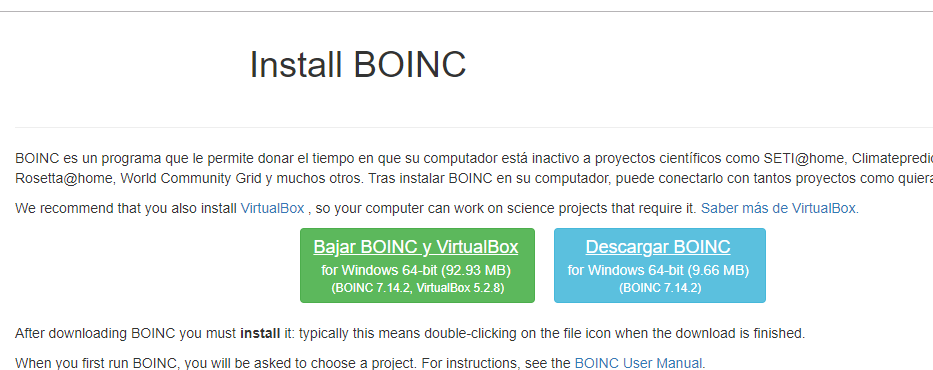 Install BOINC
BOINC es un programa que le permite donar el tiempo en que su computador está inactivo a proyectos científicos como SETI@home,
Rosetta@home, World Community Grid y muchos otros. Tras instalar BOINC en su computador, puede conectarlo con tantos proyectos como
We recommend that you also install VirtualBox , so your computer can work on science projects that require it. Saber más de VirtualBox.
Bajar BOINC y VirtualBox
for Windows 64-bit (92.93 MB)
(BOINC 7.14.2, VirtualBox 5.2.8)
Descargar BOINC
for Windows 64-bit (9.66 MB)
(BOINC 7.14.2)
After downloading BOINC you must install it: typically this means double-clicking on the file icon when the download is finished.
When you first run BOINC, you will be asked to choose a project. For instructions, see the BOINC User Manual.